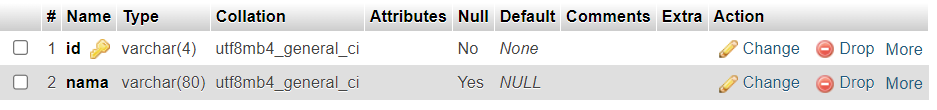 # Name Type Collation Attributes Null Default Comments Extra Action
1 id varchar(4) utf8mb4_general_ci No None Change Drop More
2 nama varchar(80) utf8mb4_general_ci Yes NULL Change Drop More